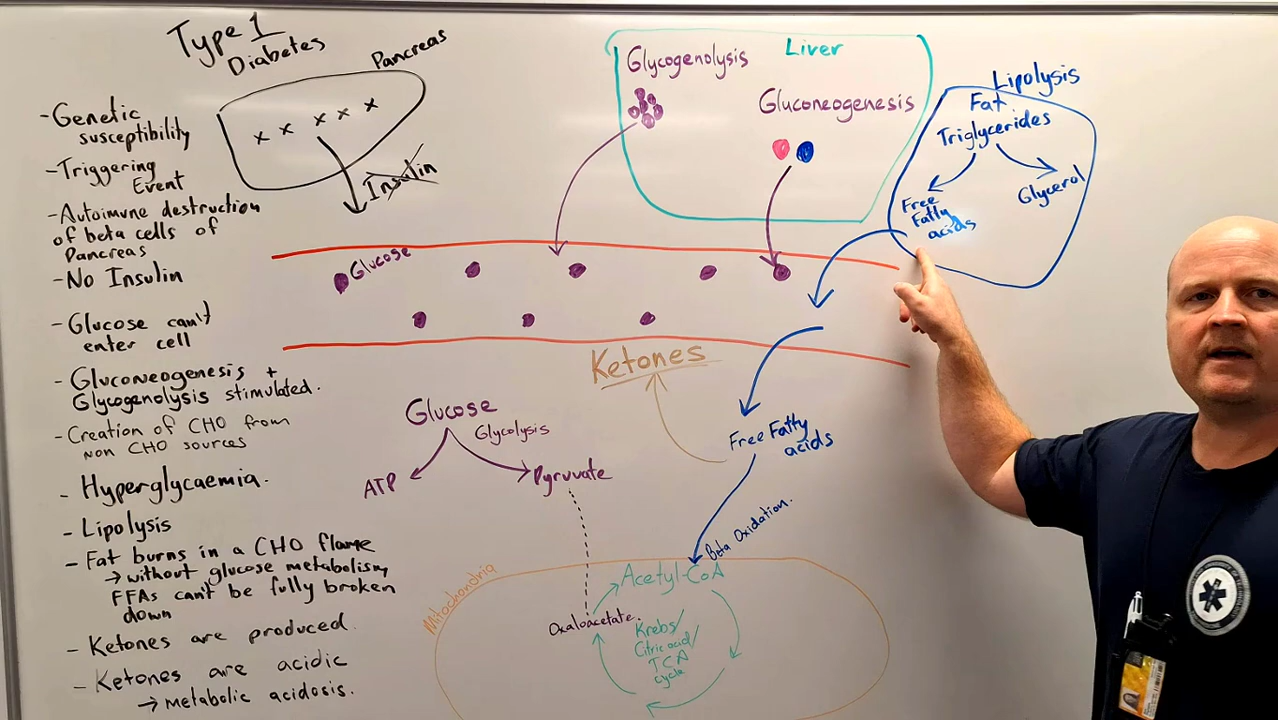 Type 1
Diabetes
Pancreas
Insulin
- Genetic
susceptibility
- Triggering
Event
- Autoimune destruction
of beta cells of
Pancreas
- No Insulin
- Glucose can't
enter cell
- Gluconeogenesis +
Glycogenolysis stimulated.
- Creation of CHO from
non CHO sources
- Hyperglycaemia.
- Lipolysis
- Fat burns in a CHO flame
→ without glucose metabolism,
FFAs can't be fully broken
down
- Ketones are produced.
- Ketones are acidic
→ metabolic acidosis.
Liver
Glycogenolysis
Gluconeogenesis
Lipolysis
Fat
Triglycerides
Free
Fatty
acids
Glycerol
Glucose
Ketones
Glucose
Glycolysis
ATP
Pyruvate
Free Fatty
acids
Beta Oxidation.
Mitochondria
Acetyl-CoA
Oxaloacetate.
Krebs/
Citric acid/
TCA
cycle